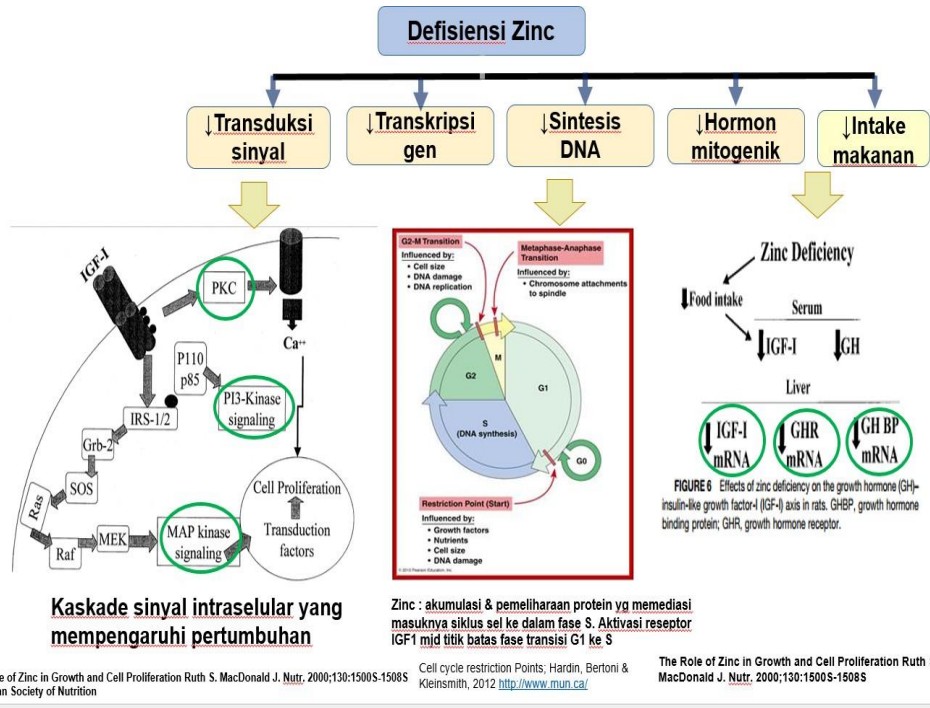 Defisiensi Zinc
↓Transduksi
sinyal
↓Transkripsi
gen
↓Sintesis
DNA
↓Hormon
mitogenik
↓Intake
makanan
IGF-I
PKC
Ca++
P110
p85
PI3-Kinase
signaling
IRS-1/2
Grb-2
SOS
Ras
Raf
MEK
MAP kinase
signaling
Cell Proliferation
Transduction
factors
Kaskade sinyal intraselular yang
mempengaruhi pertumbuhan
e of Zinc in Growth and Cell Proliferation Ruth S. MacDonald J. Nutr. 2000;130:1500S-1508S
an Society of Nutrition
G2-M Transition
Influenced by:
• Cell size
• DNA damage
• DNA replication
Metaphase-Anaphase
Transition
Influenced by:
• Chromosome attachments
to spindle
M
G2
G1
S
(DNA synthesis)
G0
Restriction Point (Start)
Influenced by:
• Growth factors
• Nutrients
• Cell size
• DNA damage
Zinc : akumulasi & pemeliharaan protein yg memediasi
masuknya siklus sel ke dalam fase S. Aktivasi reseptor
IGF1 mjd titik batas fase transisi G1 ke S
Cell cycle restriction Points; Hardin, Bertoni &
Kleinsmith, 2012 http://www.mun.ca/
Zinc Deficiency
↓Food intake
Serum
↓IGF-I ↓GH
Liver
↓IGF-I
mRNA
↓GHR
mRNA
↓GH BP
mRNA
FIGURE 6 Effects of zinc deficiency on the growth hormone (GH)–
insulin-like growth factor-I (IGF-I) axis in rats. GHBP, growth hormone
binding protein; GHR, growth hormone receptor.
The Role of Zinc in Growth and Cell Proliferation Ruth
MacDonald J. Nutr. 2000;130:1500S-1508S